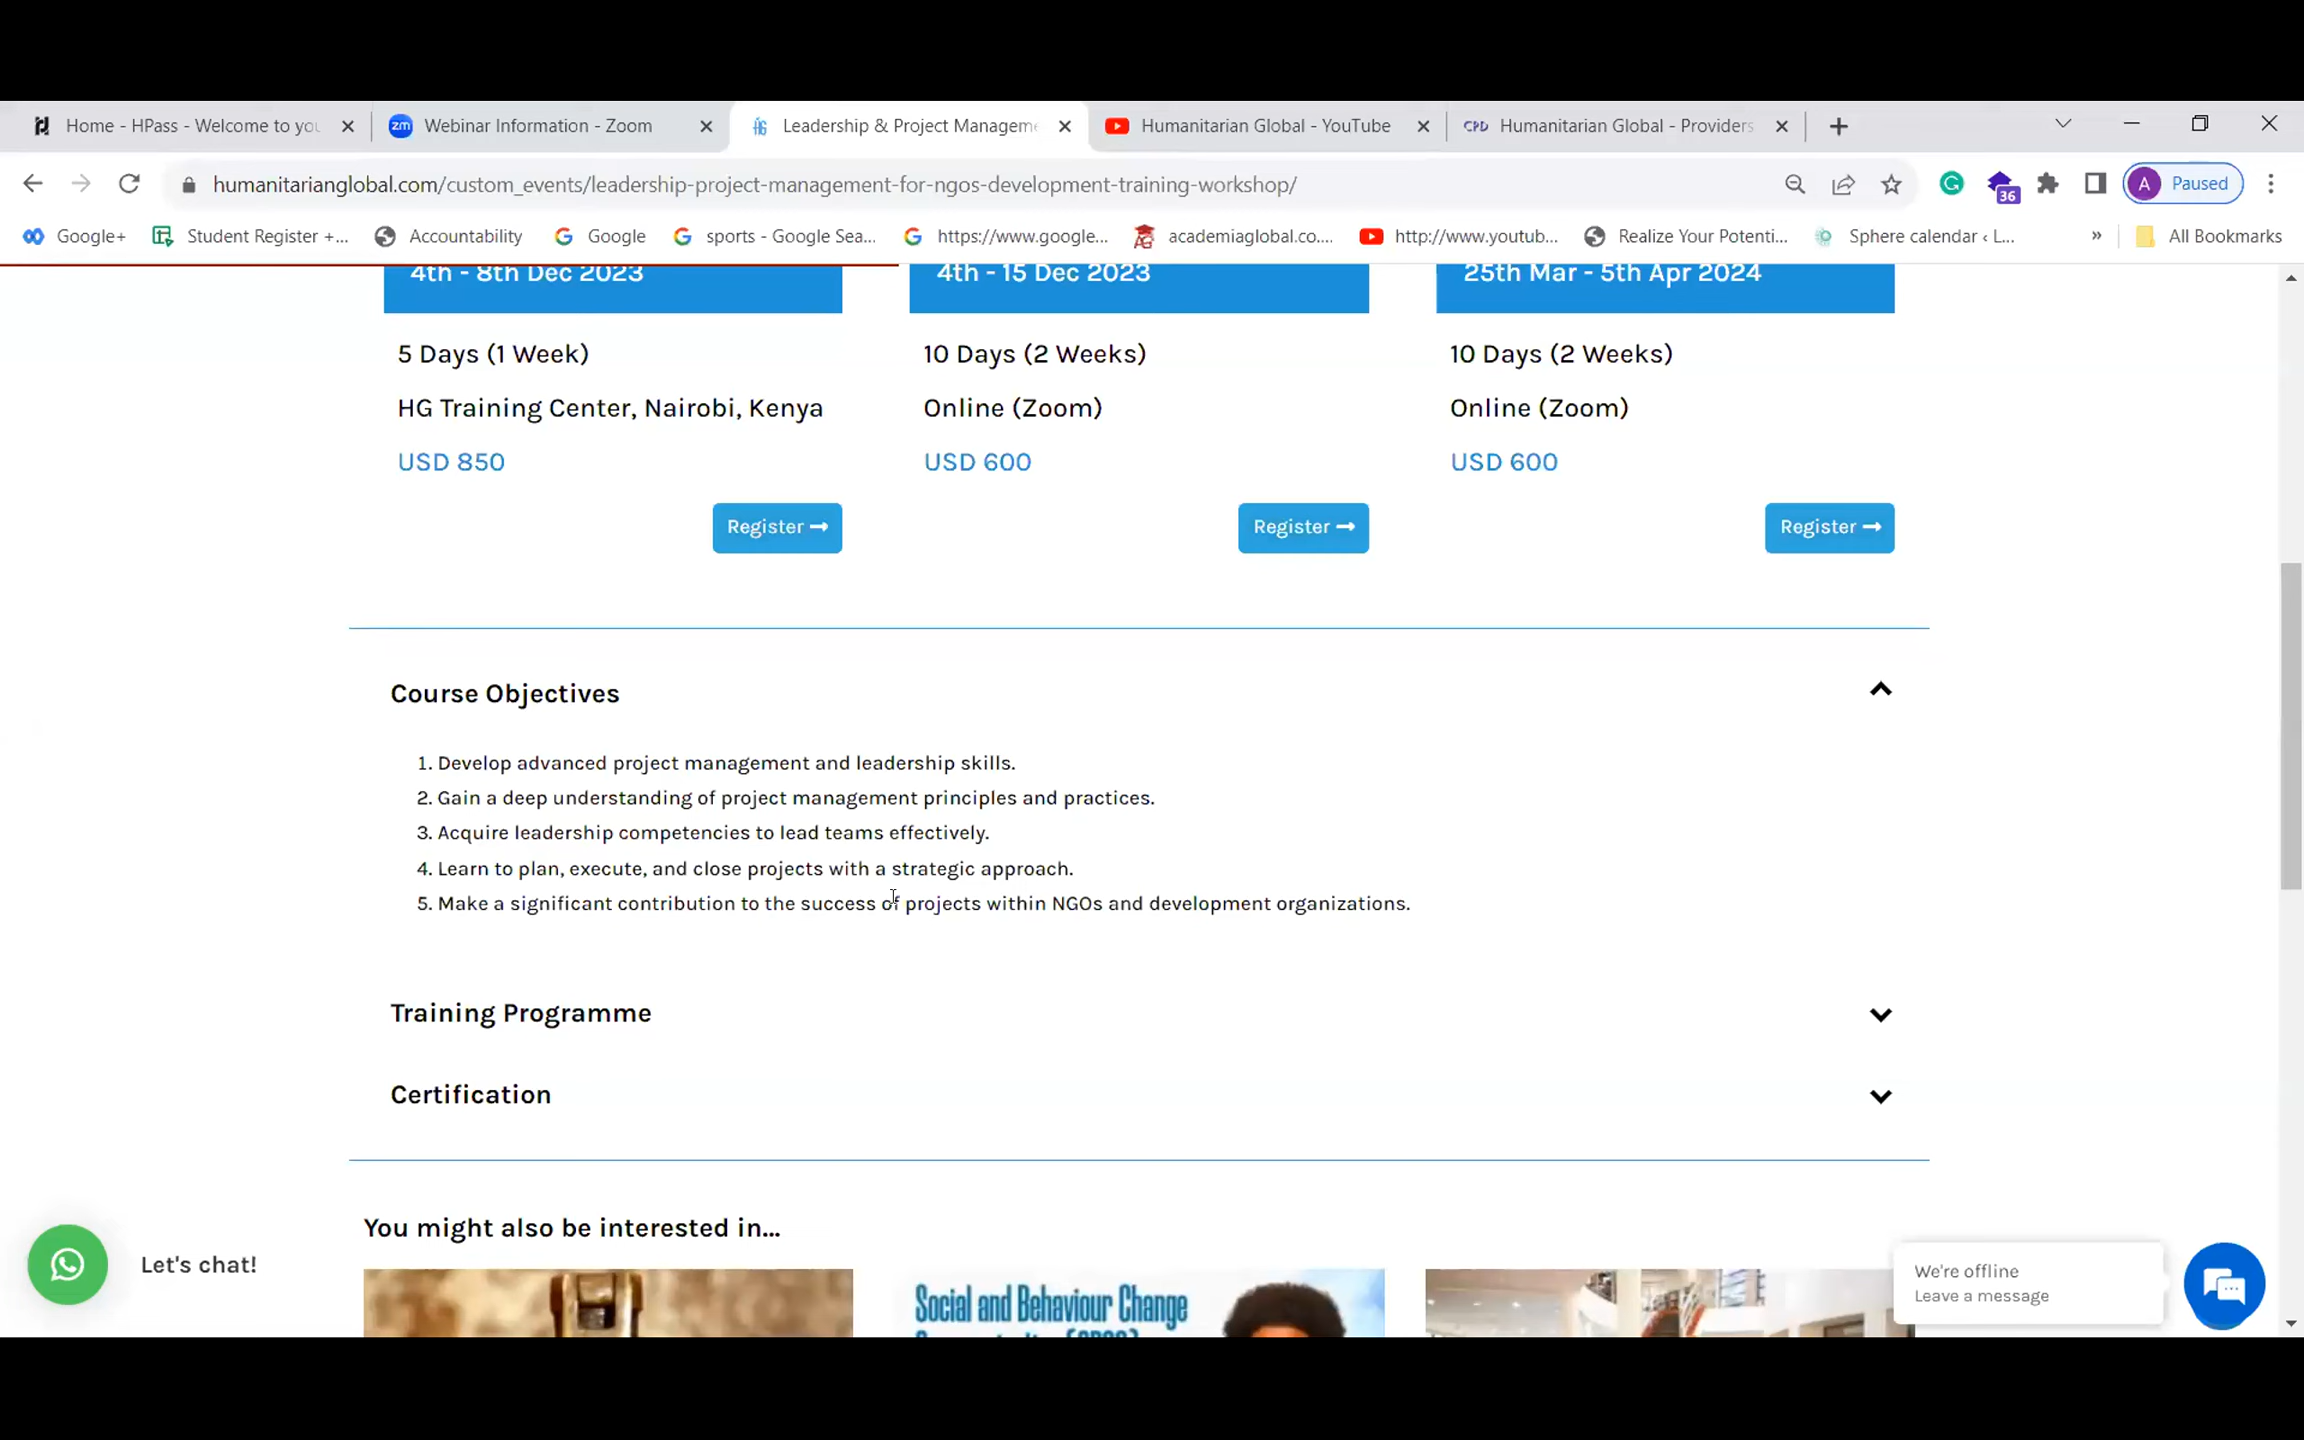 Home - HPass - Welcome to you
Webinar Information - Zoom
Leadership & Project Managem
Humanitarian Global - YouTube
CPD Humanitarian Global - Providers
humanitarianglobal.com/custom_events/leadership-project-management-for-ngos-development-training-workshop/
36
A Paused
Google+
Student Register +...
Accountability
Google
sports - Google Sea...
https://www.google...
academiaglobal.co....
http://www.youtub...
Realize Your Potenti...
Sphere calendar ‹ L...
»
All Bookmarks
4th - 8th Dec 2023
4th - 15 Dec 2023
25th Mar - 5th Apr 2024
5 Days (1 Week)
10 Days (2 Weeks)
10 Days (2 Weeks)
HG Training Center, Nairobi, Kenya
Online (Zoom)
Online (Zoom)
USD 850
USD 600
USD 600
Register →
Register →
Register →
Course Objectives
1. Develop advanced project management and leadership skills.
2. Gain a deep understanding of project management principles and practices.
3. Acquire leadership competencies to lead teams effectively.
4. Learn to plan, execute, and close projects with a strategic approach.
5. Make a significant contribution to the success of projects within NGOs and development organizations.
Training Programme
Certification
You might also be interested in...
Let's chat!
We're offline
Leave a message
Social and Behaviour Change